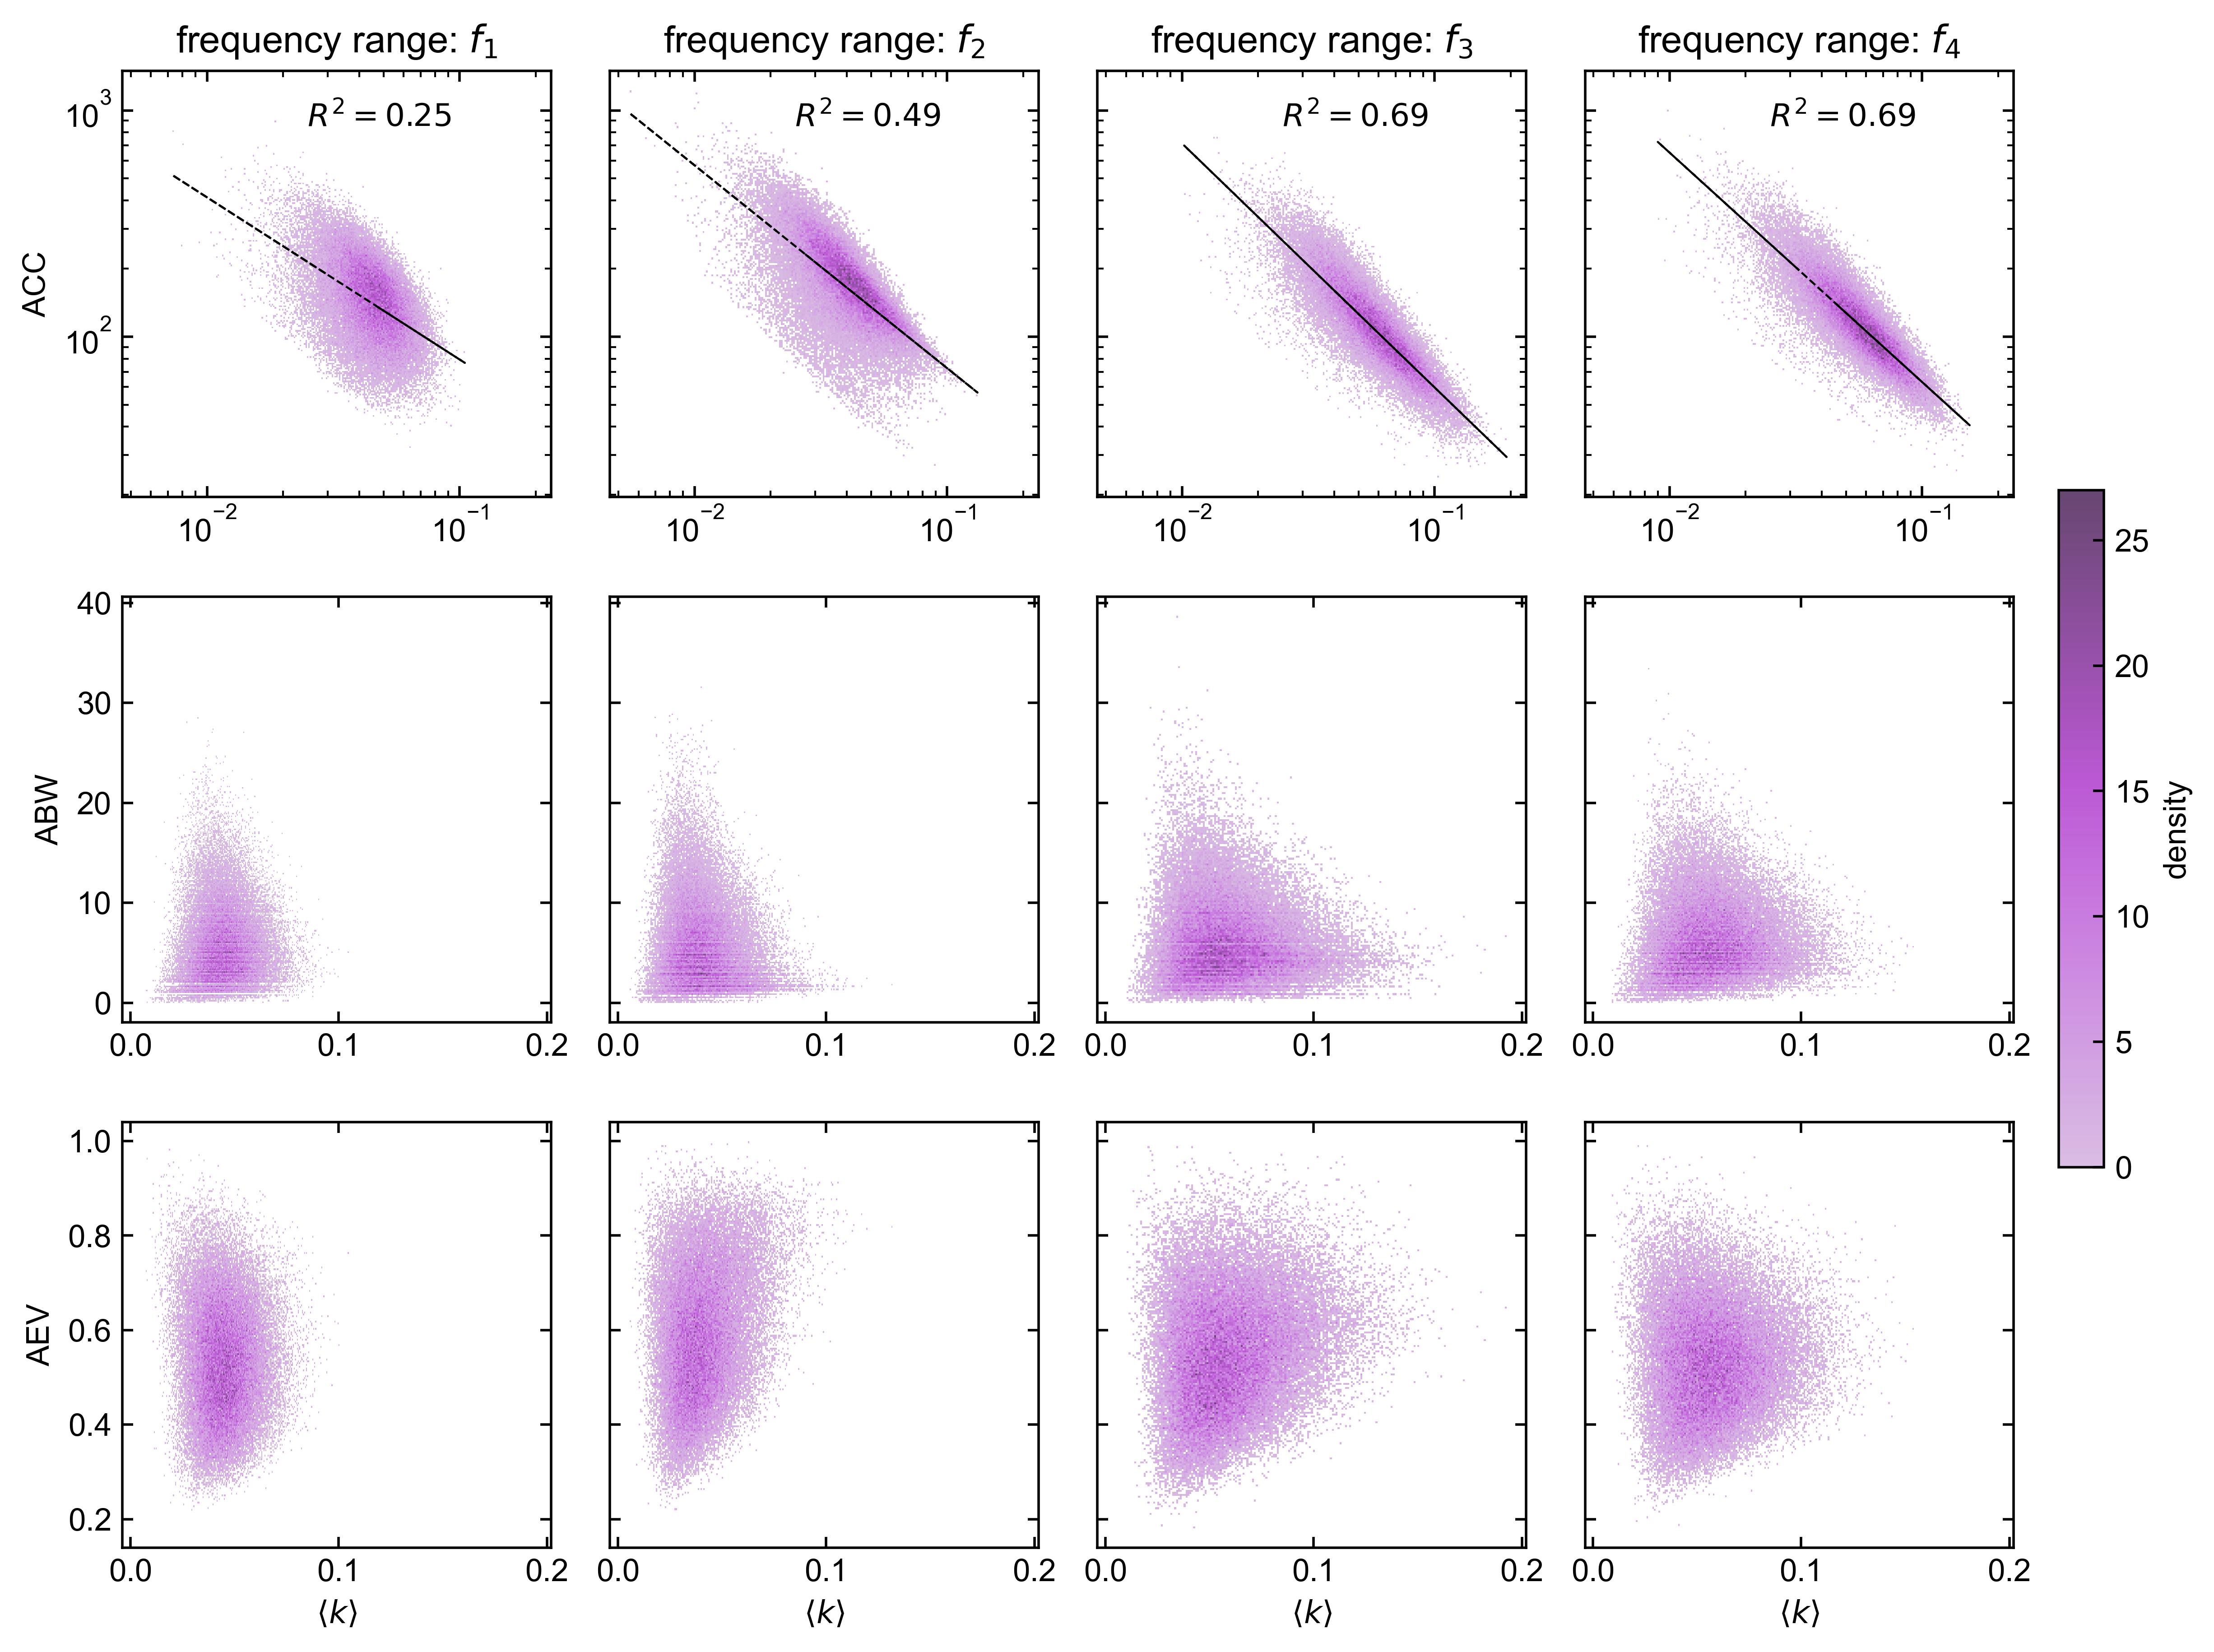 frequency range: f₁ frequency range: f₂ frequency range: f₃ frequency range: f₄
R² = 0.25 R² = 0.49 R² = 0.69 R² = 0.69
ACC
10³
10²
10⁻² 10⁻¹ 10⁻² 10⁻¹ 10⁻² 10⁻¹ 10⁻² 10⁻¹
ABW
40
30
20
10
0
0.0 0.1 0.2 0.0 0.1 0.2 0.0 0.1 0.2 0.0 0.1 0.2
AEV
1.0
0.8
0.6
0.4
0.2
0.0 0.1 0.2 0.0 0.1 0.2 0.0 0.1 0.2 0.0 0.1 0.2
⟨k⟩ ⟨k⟩ ⟨k⟩ ⟨k⟩
25
20
15
10
5
0
density